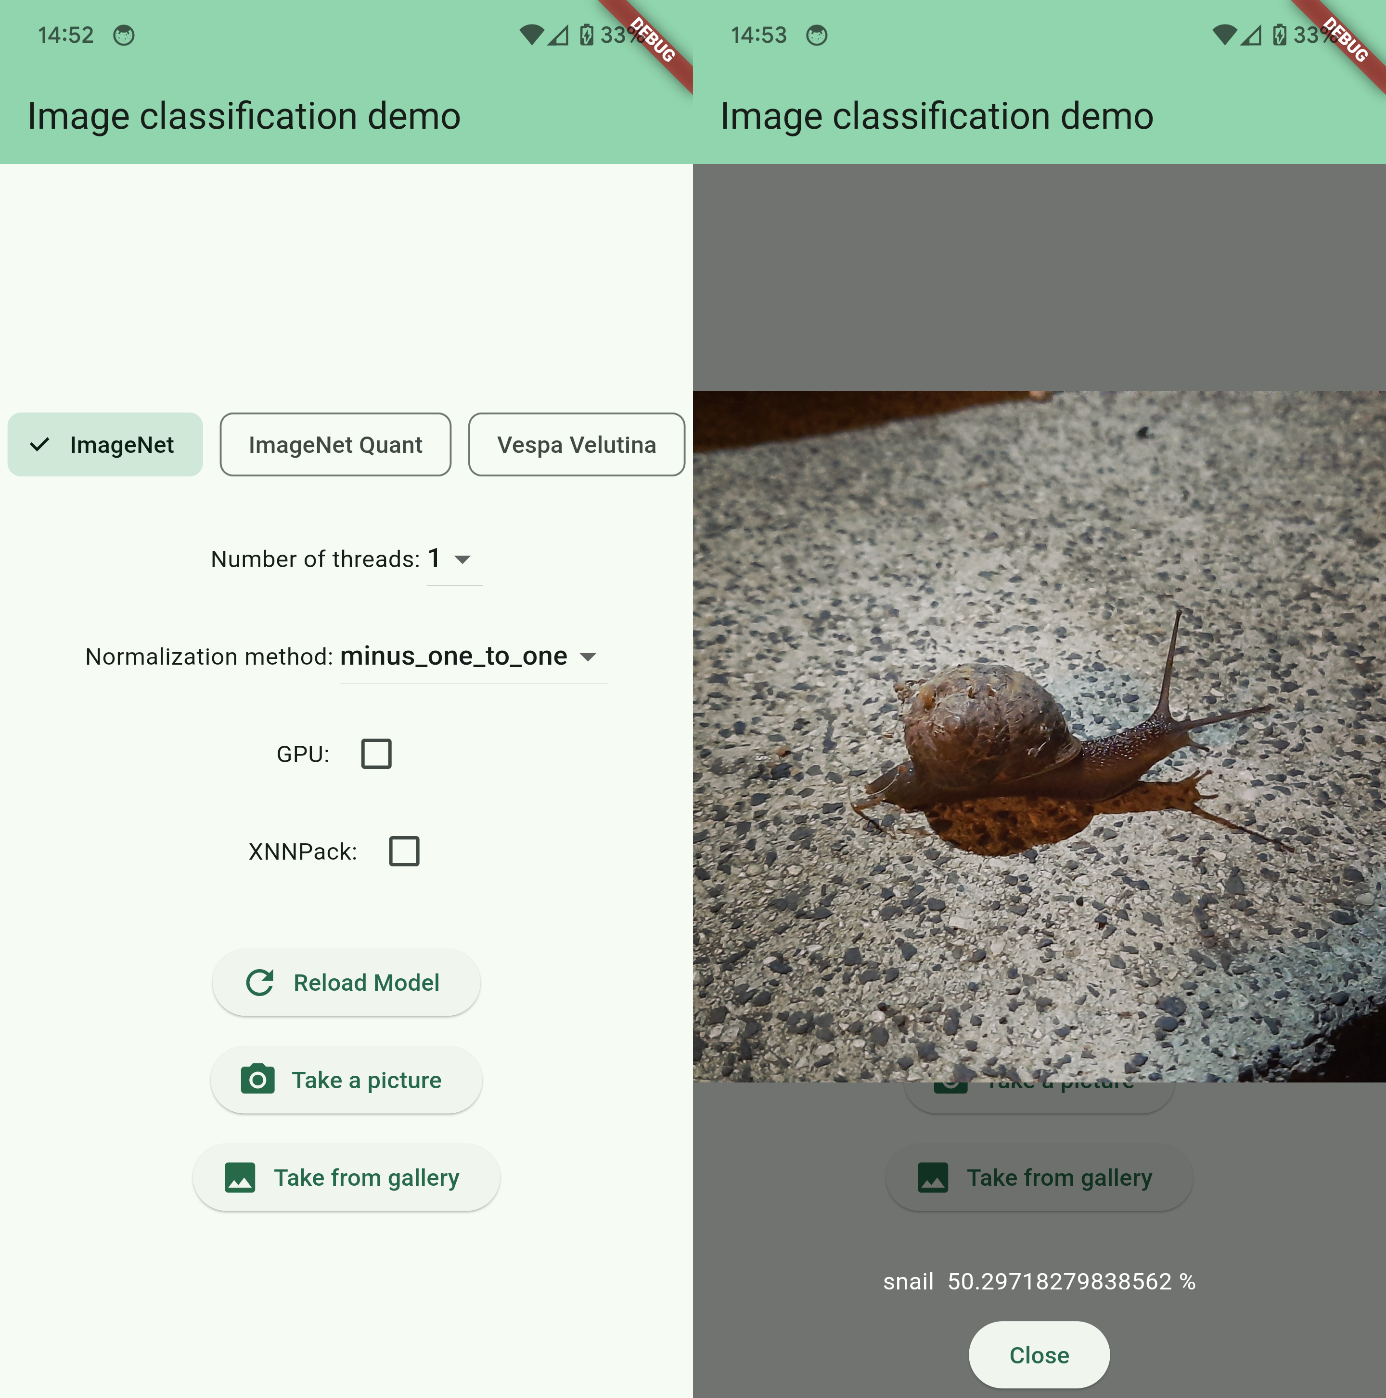 14:52
33%
DEBUG
Image classification demo
ImageNet
ImageNet Quant
Vespa Velutina
Number of threads: 1
Normalization method: minus_one_to_one
GPU:
XNNPack:
Reload Model
Take a picture
Take from gallery
14:53
33%
DEBUG
Image classification demo
Take a picture
Take from gallery
snail 50.29718279838562 %
Close